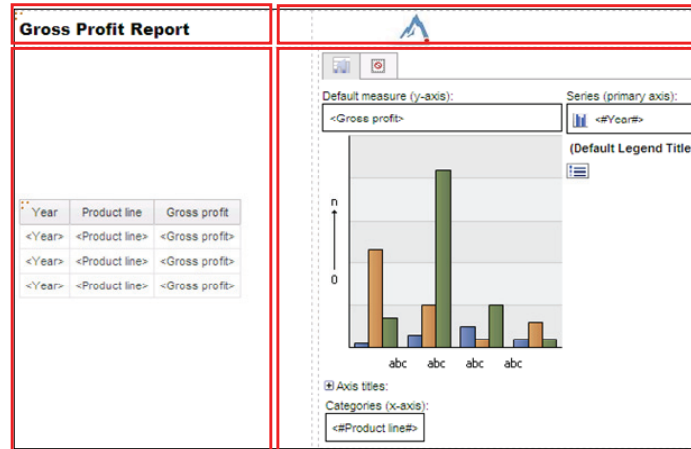 Gross Profit Report
Default measure (y-axis):
Series (primary axis):
<Gross profit>
<#Year#>
(Default Legend Title
n
0
abc abc abc abc
Axis titles:
Categories (x-axis):
<#Product line#>
Year Product line Gross profit
<Year> <Product line> <Gross profit>
<Year> <Product line> <Gross profit>
<Year> <Product line> <Gross profit>